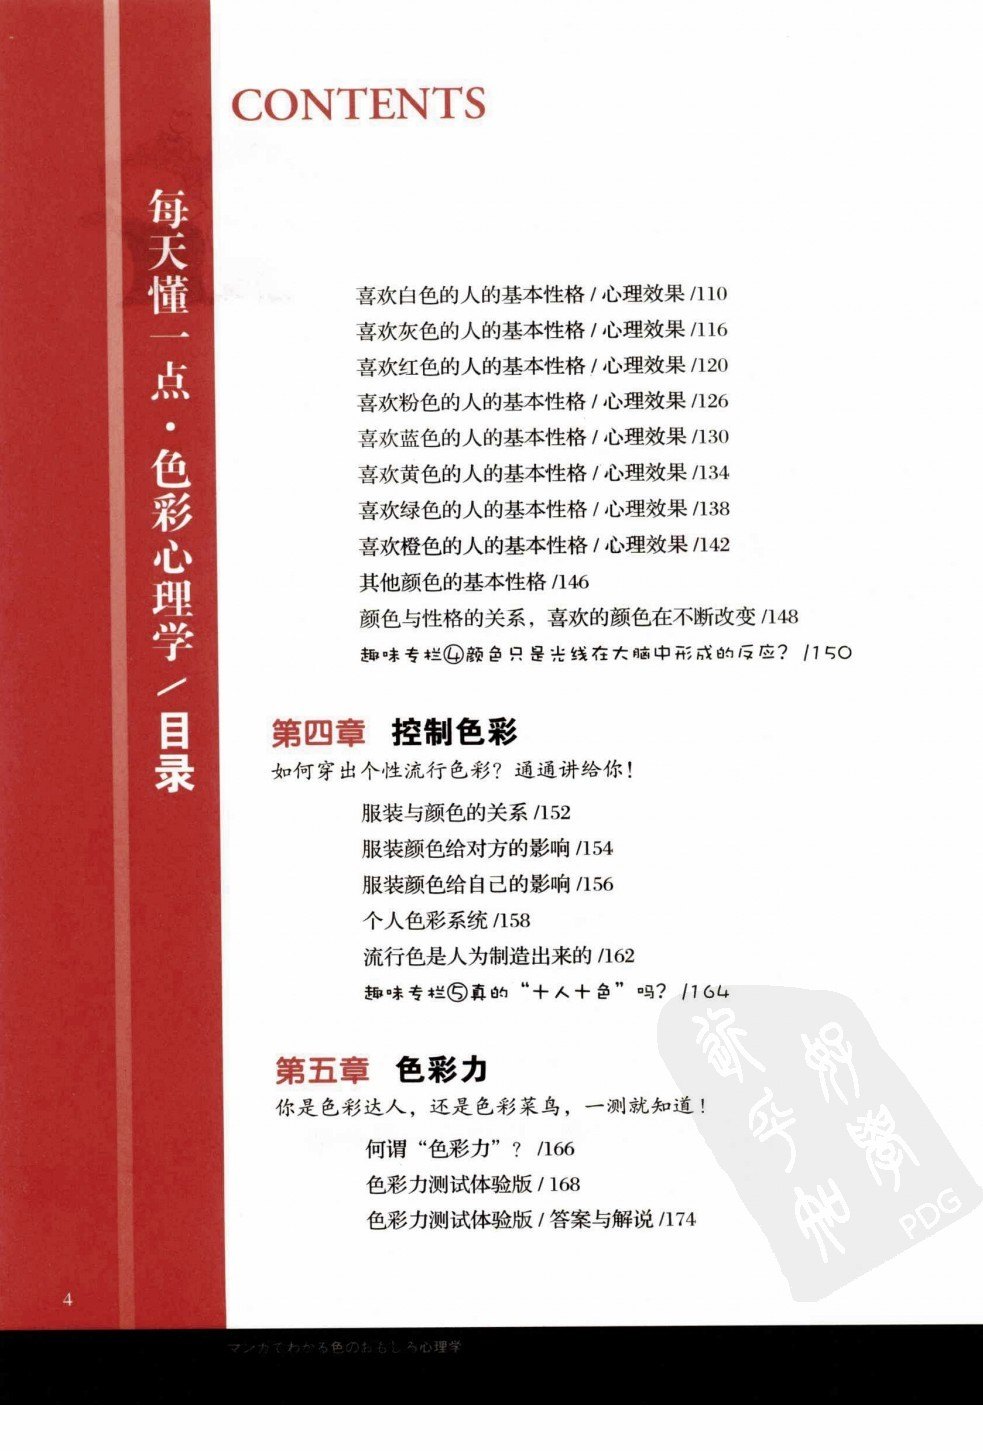 CONTENTS
每天懂一点·色彩心理学/目录
喜欢白色的人的基本性格 / 心理效果 /110
喜欢灰色的人的基本性格 / 心理效果 /116
喜欢红色的人的基本性格 / 心理效果 /120
喜欢粉色的人的基本性格 / 心理效果 /126
喜欢蓝色的人的基本性格 / 心理效果 /130
喜欢黄色的人的基本性格 / 心理效果 /134
喜欢绿色的人的基本性格 / 心理效果 /138
喜欢橙色的人的基本性格 / 心理效果 /142
其他颜色的基本性格 /146
颜色与性格的关系，喜欢的颜色在不断改变 /148
趣味专栏④颜色只是光线在大脑中形成的反应？ /150
第四章 控制色彩
如何穿出个性流行色彩？通通讲给你！
服装与颜色的关系 /152
服装颜色给对方的影响 /154
服装颜色给自己的影响 /156
个人色彩系统 /158
流行色是人为制造出来的 /162
趣味专栏⑤真的“十人十色”吗？ /164
第五章 色彩力
你是色彩达人，还是色彩菜鸟，一测就知道！
何谓“色彩力”？ /166
色彩力测试体验版 / 168
色彩力测试体验版 / 答案与解说 /174
PDG
4
マンガでわかる色のおもしろ心理学